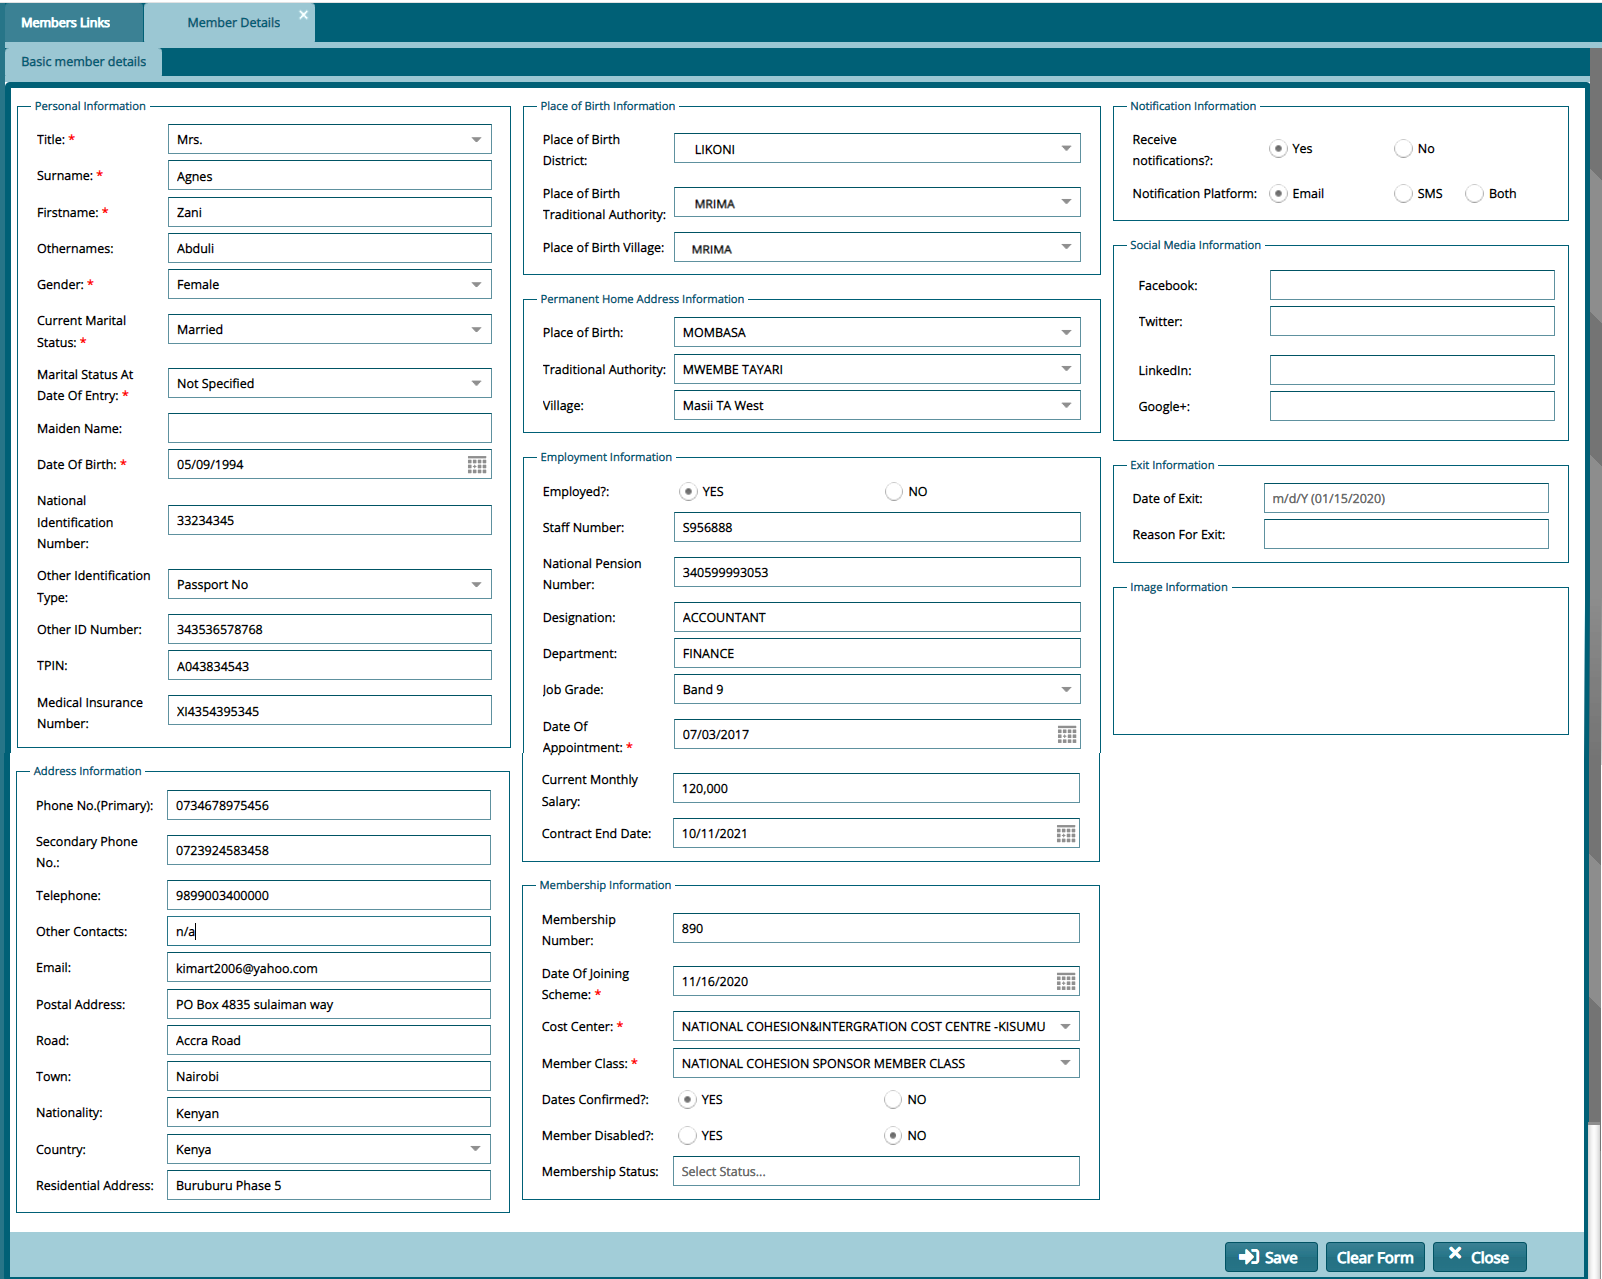 Members Links
Member Details
Basic member details
Personal Information
Title: *
Mrs.
Surname: *
Agnes
Firstname: *
Zani
Othernames:
Abduli
Gender: *
Female
Current Marital
Status: *
Married
Marital Status At
Date Of Entry: *
Not Specified
Maiden Name:
Date Of Birth: *
05/09/1994
National
Identification
Number:
33234345
Other Identification
Type:
Passport No
Other ID Number:
343536578768
TPIN:
A043834543
Medical Insurance
Number:
XI4354395345
Address Information
Phone No.(Primary):
0734678975456
Secondary Phone
No.:
0723924583458
Telephone:
9899003400000
Other Contacts:
n/a
Email:
kimart2006@yahoo.com
Postal Address:
PO Box 4835 sulaiman way
Road:
Accra Road
Town:
Nairobi
Nationality:
Kenyan
Country:
Kenya
Residential Address:
Buruburu Phase 5
Place of Birth Information
Place of Birth
District:
LIKONI
Place of Birth
Traditional Authority:
MRIMA
Place of Birth Village:
MRIMA
Permanent Home Address Information
Place of Birth:
MOMBASA
Traditional Authority:
MWEMBE TAYARI
Village:
Masii TA West
Employment Information
Employed?:
YES
NO
Staff Number:
S956888
National Pension
Number:
340599993053
Designation:
ACCOUNTANT
Department:
FINANCE
Job Grade:
Band 9
Date Of
Appointment: *
07/03/2017
Current Monthly
Salary:
120,000
Contract End Date:
10/11/2021
Membership Information
Membership
Number:
890
Date Of Joining
Scheme: *
11/16/2020
Cost Center: *
NATIONAL COHESION&INTERGRATION COST CENTRE -KISUMU
Member Class: *
NATIONAL COHESION SPONSOR MEMBER CLASS
Dates Confirmed?:
YES
NO
Member Disabled?:
YES
NO
Membership Status:
Select Status...
Notification Information
Receive
notifications?:
Yes
No
Notification Platform:
Email
SMS
Both
Social Media Information
Facebook:
Twitter:
LinkedIn:
Google+:
Exit Information
Date of Exit:
m/d/Y (01/15/2020)
Reason For Exit:
Image Information
Save
Clear Form
Close